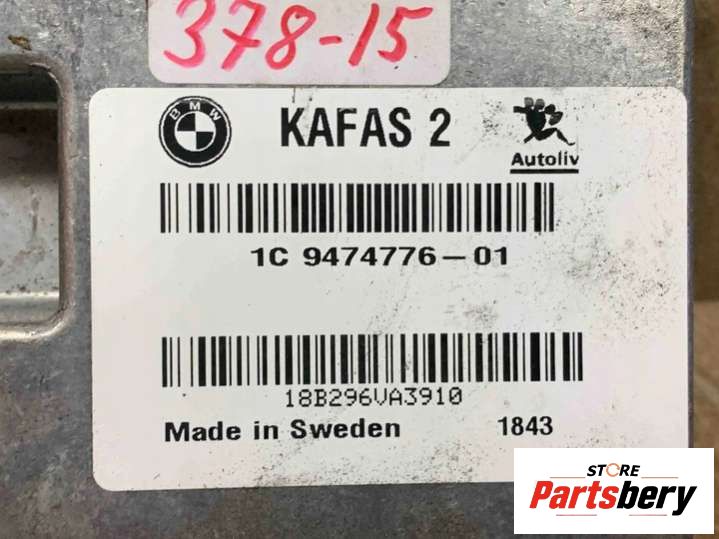 378-15
BMW
KAFAS 2
Autoliv
1C 9474776-01
18B296VA3910
Made in Sweden 1843
STORE
Partsbery